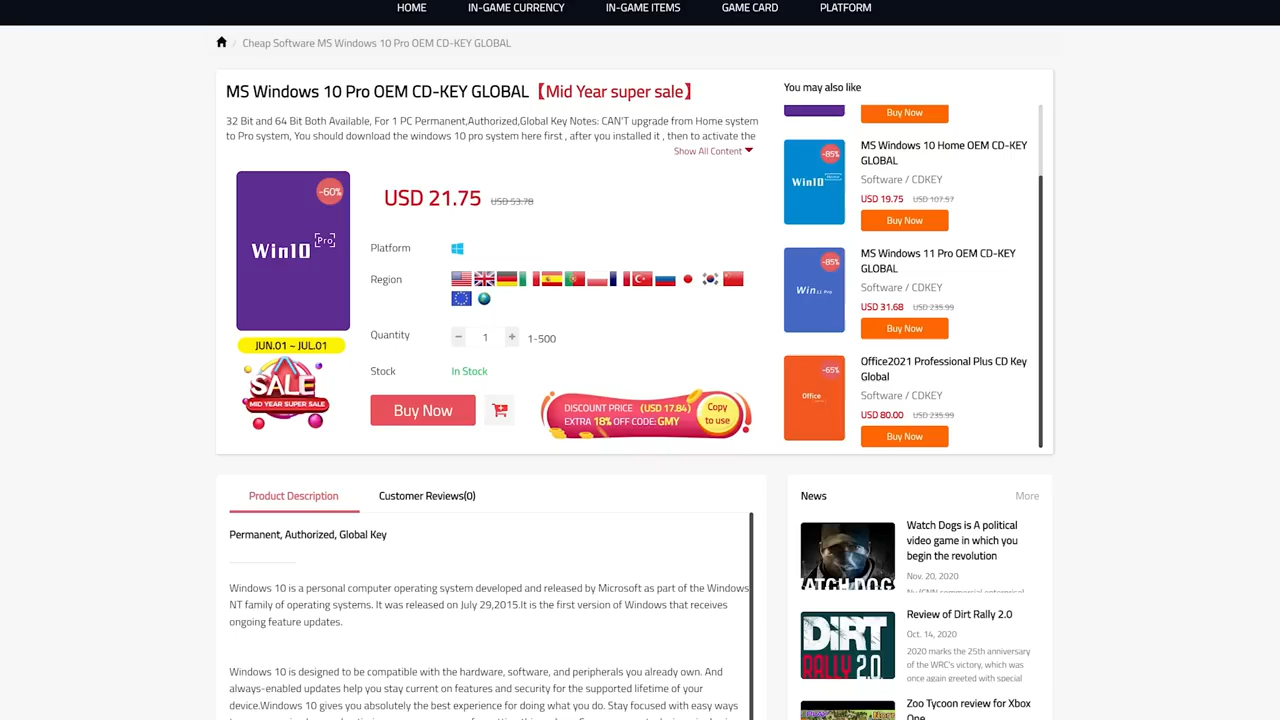 HOME IN-GAME CURRENCY IN-GAME ITEMS GAME CARD PLATFORM
/ Cheap Software MS Windows 10 Pro OEM CD-KEY GLOBAL
MS Windows 10 Pro OEM CD-KEY GLOBAL【Mid Year super sale】
32 Bit and 64 Bit Both Available, For 1 PC Permanent,Authorized,Global Key Notes: CAN'T upgrade from Home system
to Pro system, You should download the windows 10 pro system here first , after you installed it , then to activate the
Show All Content
-60%
Win10 Pro
USD 21.75 USD 53.78
Platform
Region
Quantity
− 1 + 1-500
Stock
In Stock
JUN.01 ~ JUL.01
SALE
MID YEAR SUPER SALE
Buy Now
DISCOUNT PRICE (USD 17.84)
EXTRA 18% OFF CODE: GMY
Copy
to use
You may also like
Buy Now
-85%
Win10 Home
MS Windows 10 Home OEM CD-KEY
GLOBAL
Software / CDKEY
USD 19.75 USD 107.57
Buy Now
-85%
Win 11 Pro
MS Windows 11 Pro OEM CD-KEY
GLOBAL
Software / CDKEY
USD 31.68 USD 235.99
Buy Now
-65%
Office
Office2021 Professional Plus CD Key
Global
Software / CDKEY
USD 80.00 USD 235.99
Buy Now
Product Description Customer Reviews(0)
Permanent, Authorized, Global Key
Windows 10 is a personal computer operating system developed and released by Microsoft as part of the Windows
NT family of operating systems. It was released on July 29,2015.It is the first version of Windows that receives
ongoing feature updates.
Windows 10 is designed to be compatible with the hardware, software, and peripherals you already own. And
always-enabled updates help you stay current on features and security for the supported lifetime of your
device.Windows 10 gives you absolutely the best experience for doing what you do. Stay focused with easy ways
News More
WATCH DOGS
Watch Dogs is A political
video game in which you
begin the revolution
Nov. 20, 2020
DiRT
RALLY 2.0
Review of Dirt Rally 2.0
Oct. 14, 2020
2020 marks the 25th anniversary
of the WRC's victory, which was
once again greeted with special
Zoo Tycoon review for Xbox
One